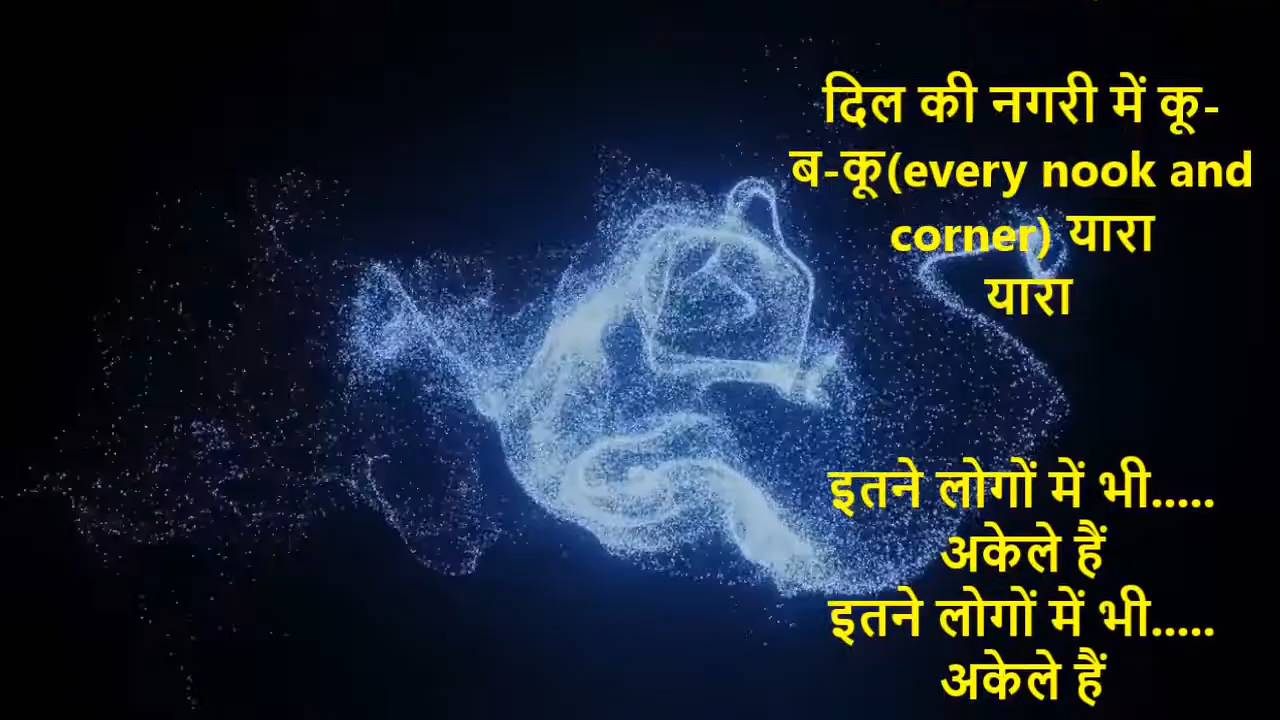 दिल की नगरी में कू-
ब-कू(every nook and
corner) यारा
यारा
इतने लोगों में भी.....
अकेले हैं
इतने लोगों में भी.....
अकेले हैं